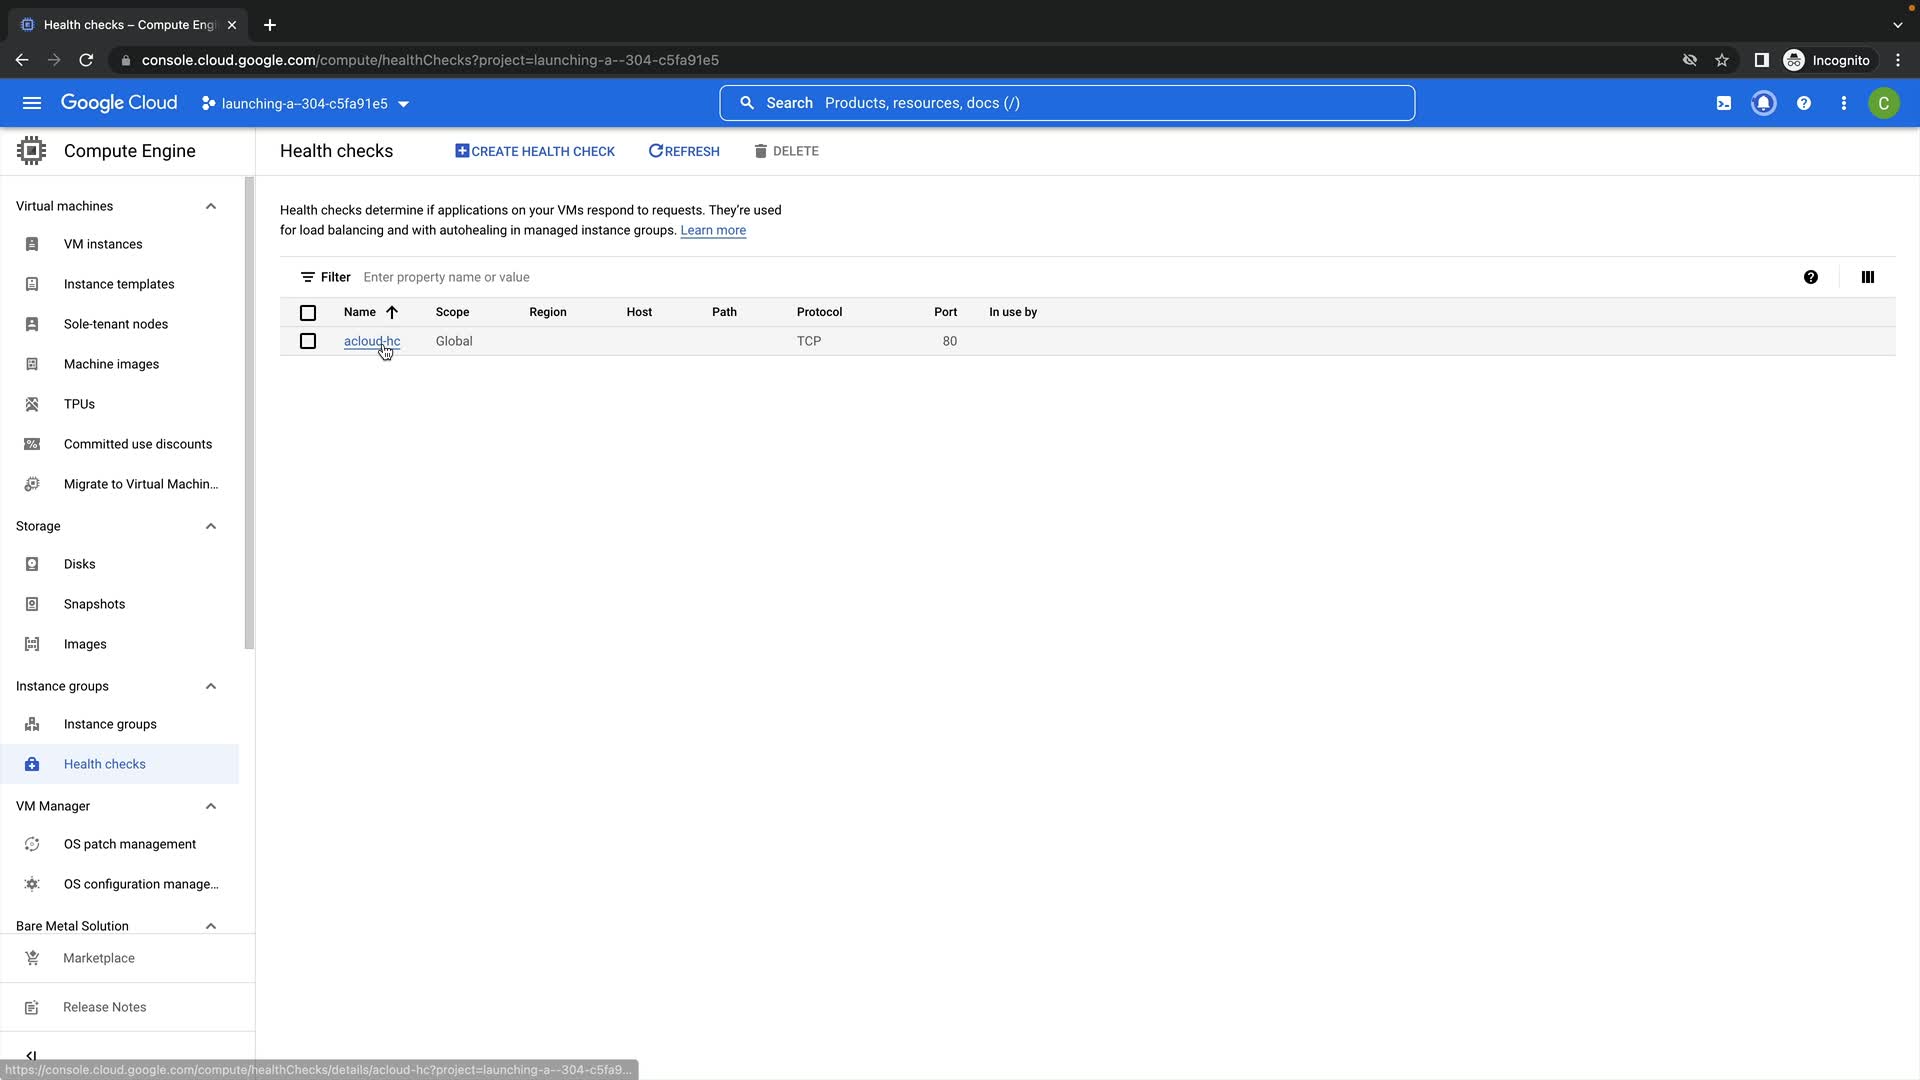 Health checks – Compute Engi
console.cloud.google.com/compute/healthChecks?project=launching-a--304-c5fa91e5
Incognito
Google Cloud
launching-a--304-c5fa91e5
Search Products, resources, docs (/)
C
Compute Engine
Health checks
CREATE HEALTH CHECK
REFRESH
DELETE
Virtual machines
VM instances
Instance templates
Sole-tenant nodes
Machine images
TPUs
Committed use discounts
Migrate to Virtual Machin...
Storage
Disks
Snapshots
Images
Instance groups
Instance groups
Health checks
VM Manager
OS patch management
OS configuration manage...
Bare Metal Solution
Marketplace
Release Notes
Health checks determine if applications on your VMs respond to requests. They're used
for load balancing and with autohealing in managed instance groups. Learn more
Filter Enter property name or value
Name Scope Region Host Path Protocol Port In use by
acloud-hc Global TCP 80
https://console.cloud.google.com/compute/healthChecks/details/acloud-hc?project=launching-a--304-c5fa9...